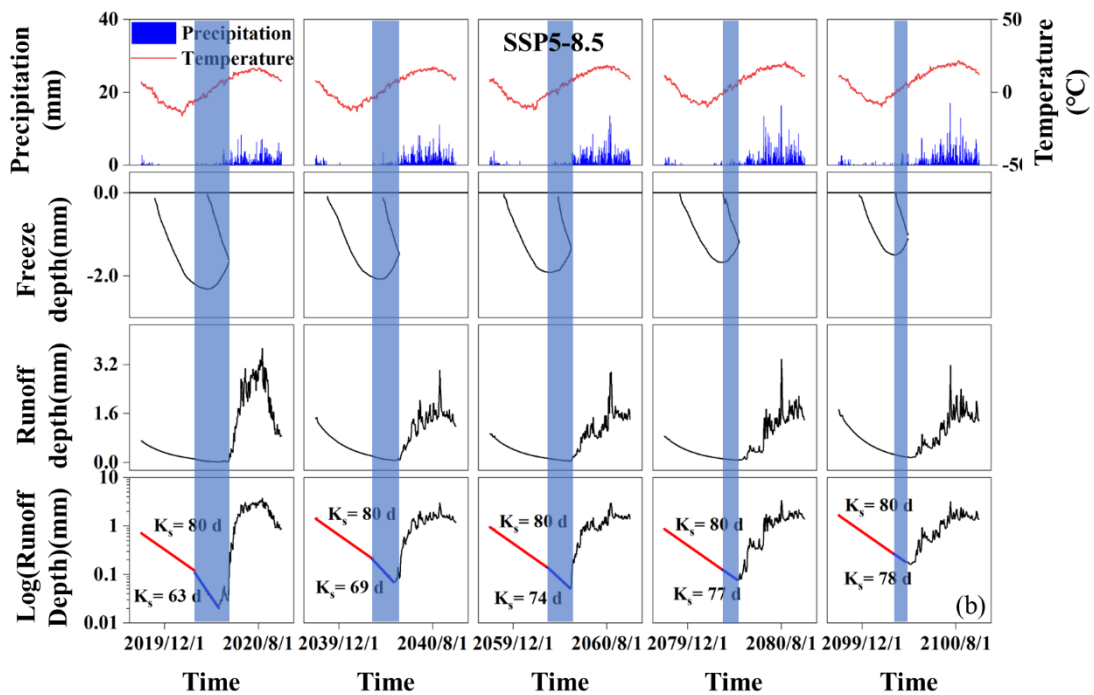 40
20
0
Precipitation
(mm)
Precipitation
Temperature
SSP5-8.5
50
0
-50
Temperature
(℃)
0.0
-2.0
Freeze
depth(mm)
3.2
1.6
0.0
Runoff
depth(mm)
10
1
0.1
0.01
Log(Runoff
Depth)(mm)
Ks= 80 d
Ks= 63 d
Ks= 80 d
Ks= 69 d
Ks= 80 d
Ks= 74 d
Ks= 80 d
Ks= 77 d
Ks= 80 d
Ks= 78 d
(b)
2019/12/1 2020/8/1
2039/12/1 2040/8/1
2059/12/1 2060/8/1
2079/12/1 2080/8/1
2099/12/1 2100/8/1
Time Time Time Time Time